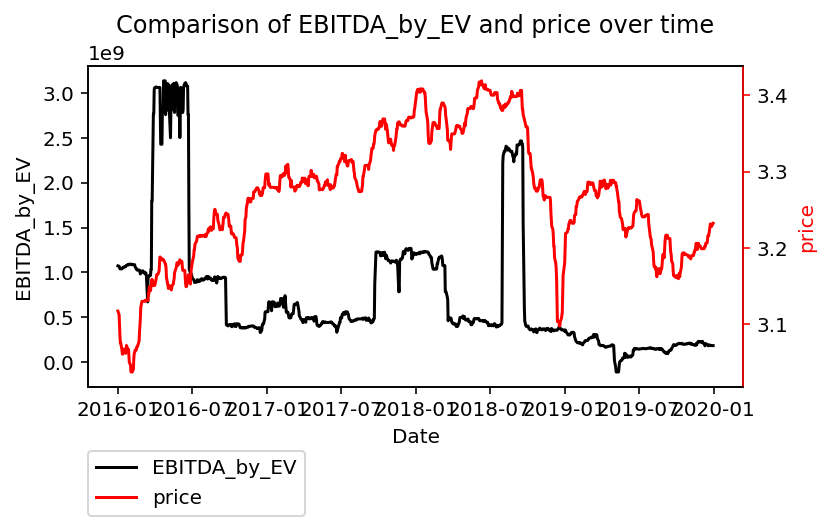 Comparison of EBITDA_by_EV and price over time
1e9
3.0
2.5
2.0
1.5
1.0
0.5
0.0
EBITDA_by_EV
3.4
3.3
3.2
3.1
price
2016-01 2016-07 2017-01 2017-07 2018-01 2018-07 2019-01 2019-07 2020-01
Date
EBITDA_by_EV
price